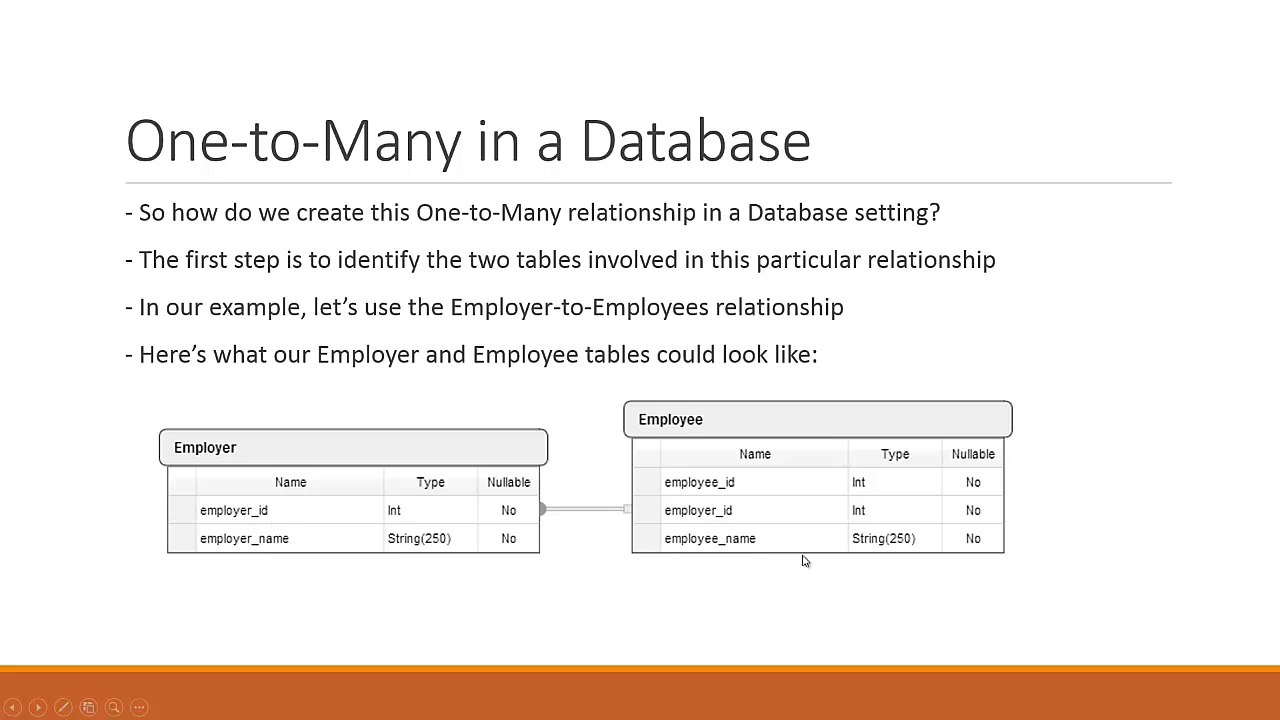 One-to-Many in a Database
- So how do we create this One-to-Many relationship in a Database setting?
- The first step is to identify the two tables involved in this particular relationship
- In our example, let’s use the Employer-to-Employees relationship
- Here’s what our Employer and Employee tables could look like:
Employer
Name Type Nullable
employer_id Int No
employer_name String(250) No
Employee
Name Type Nullable
employee_id Int No
employer_id Int No
employee_name String(250) No